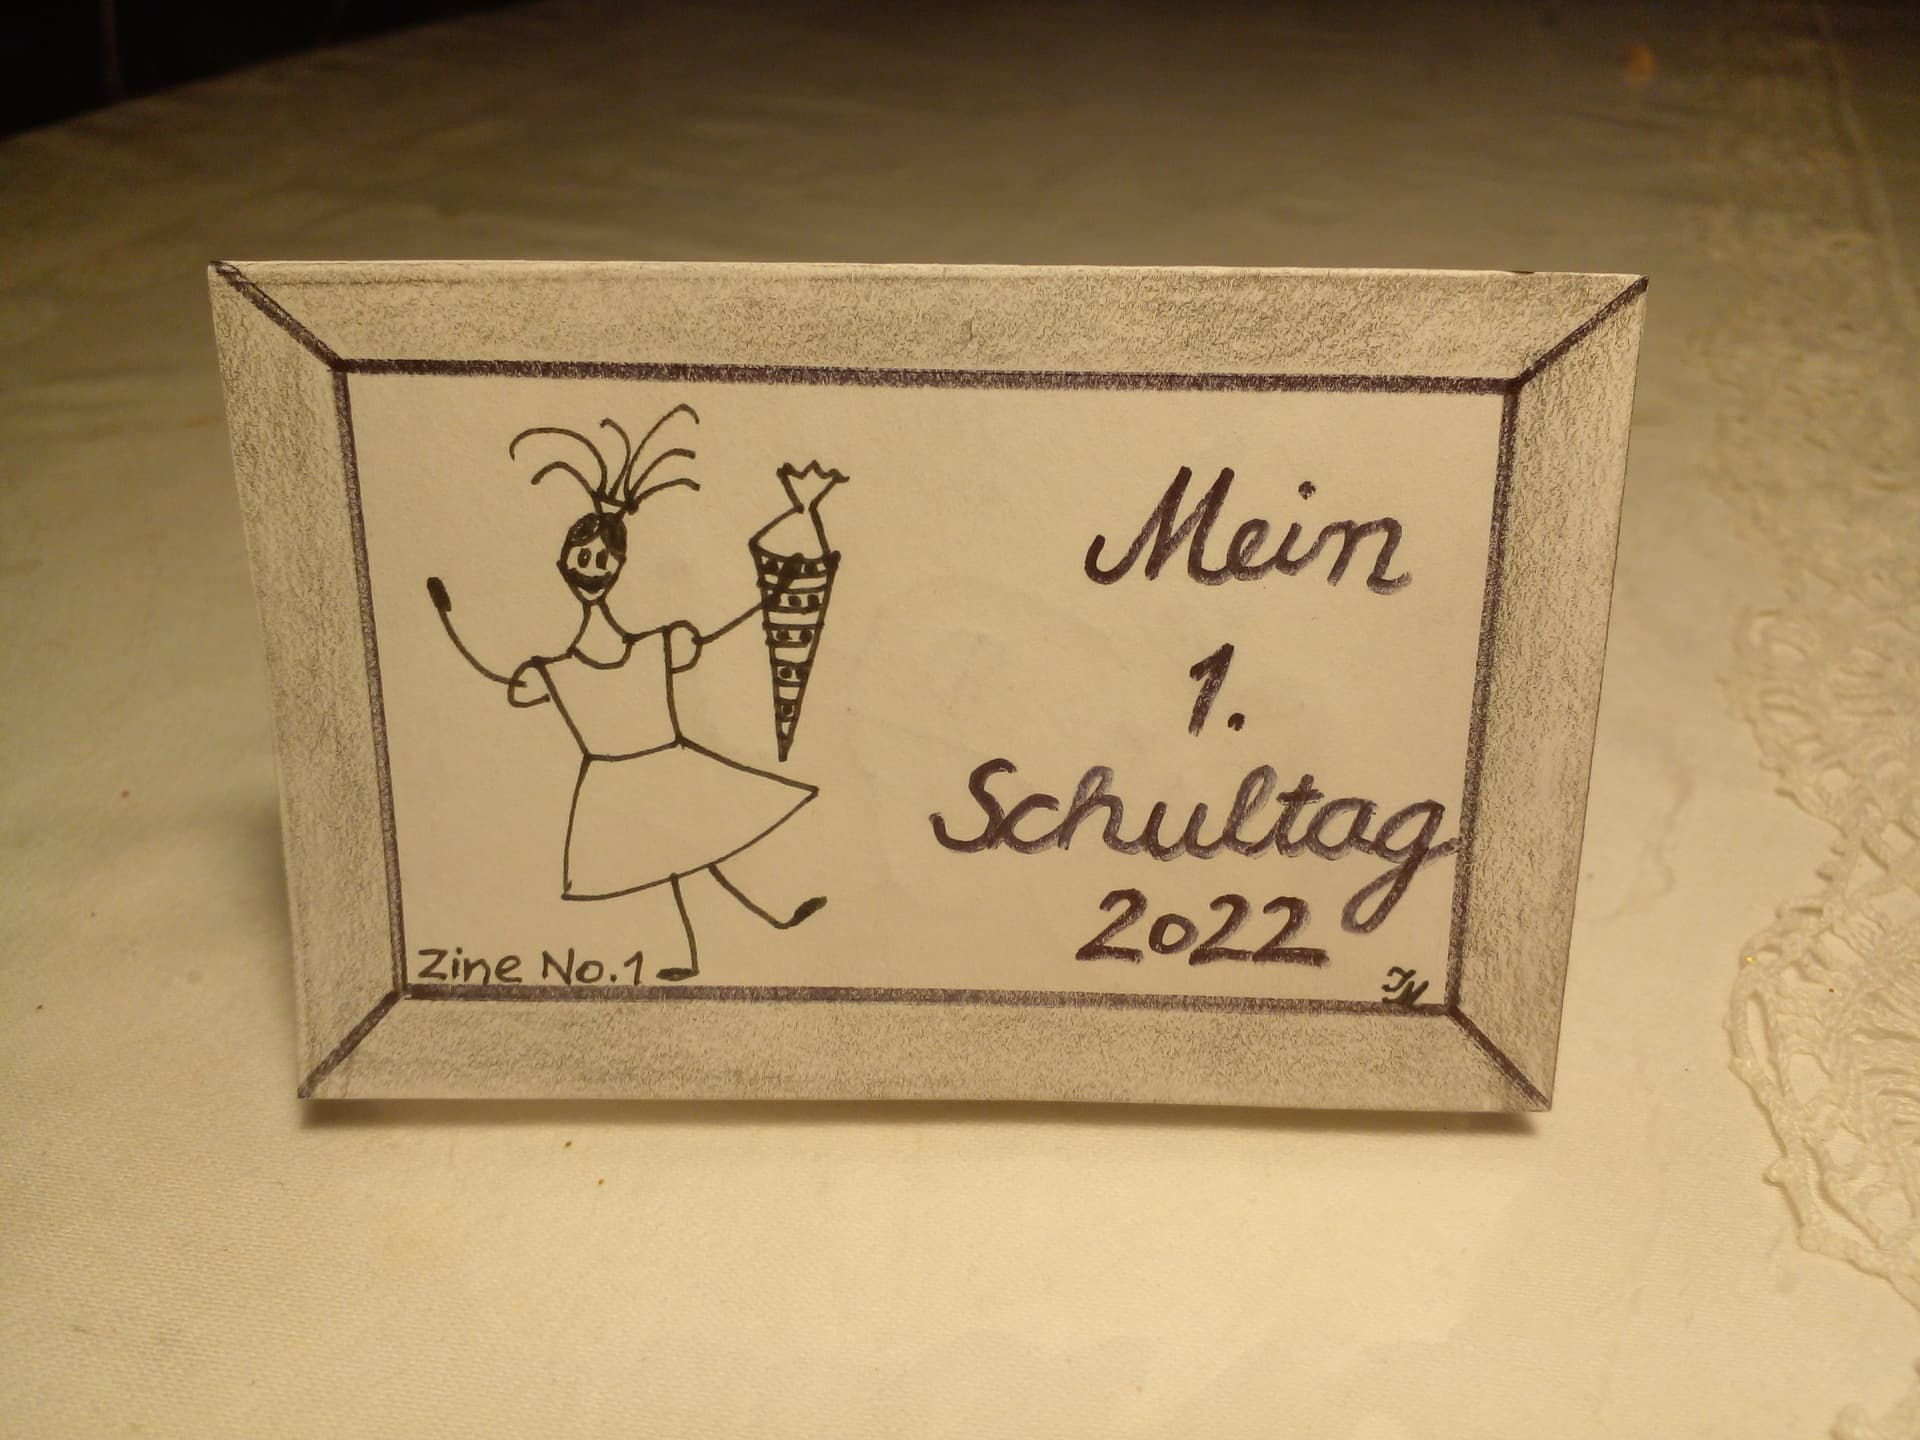 Mein
1.
Schultag
2022
Zine No.1